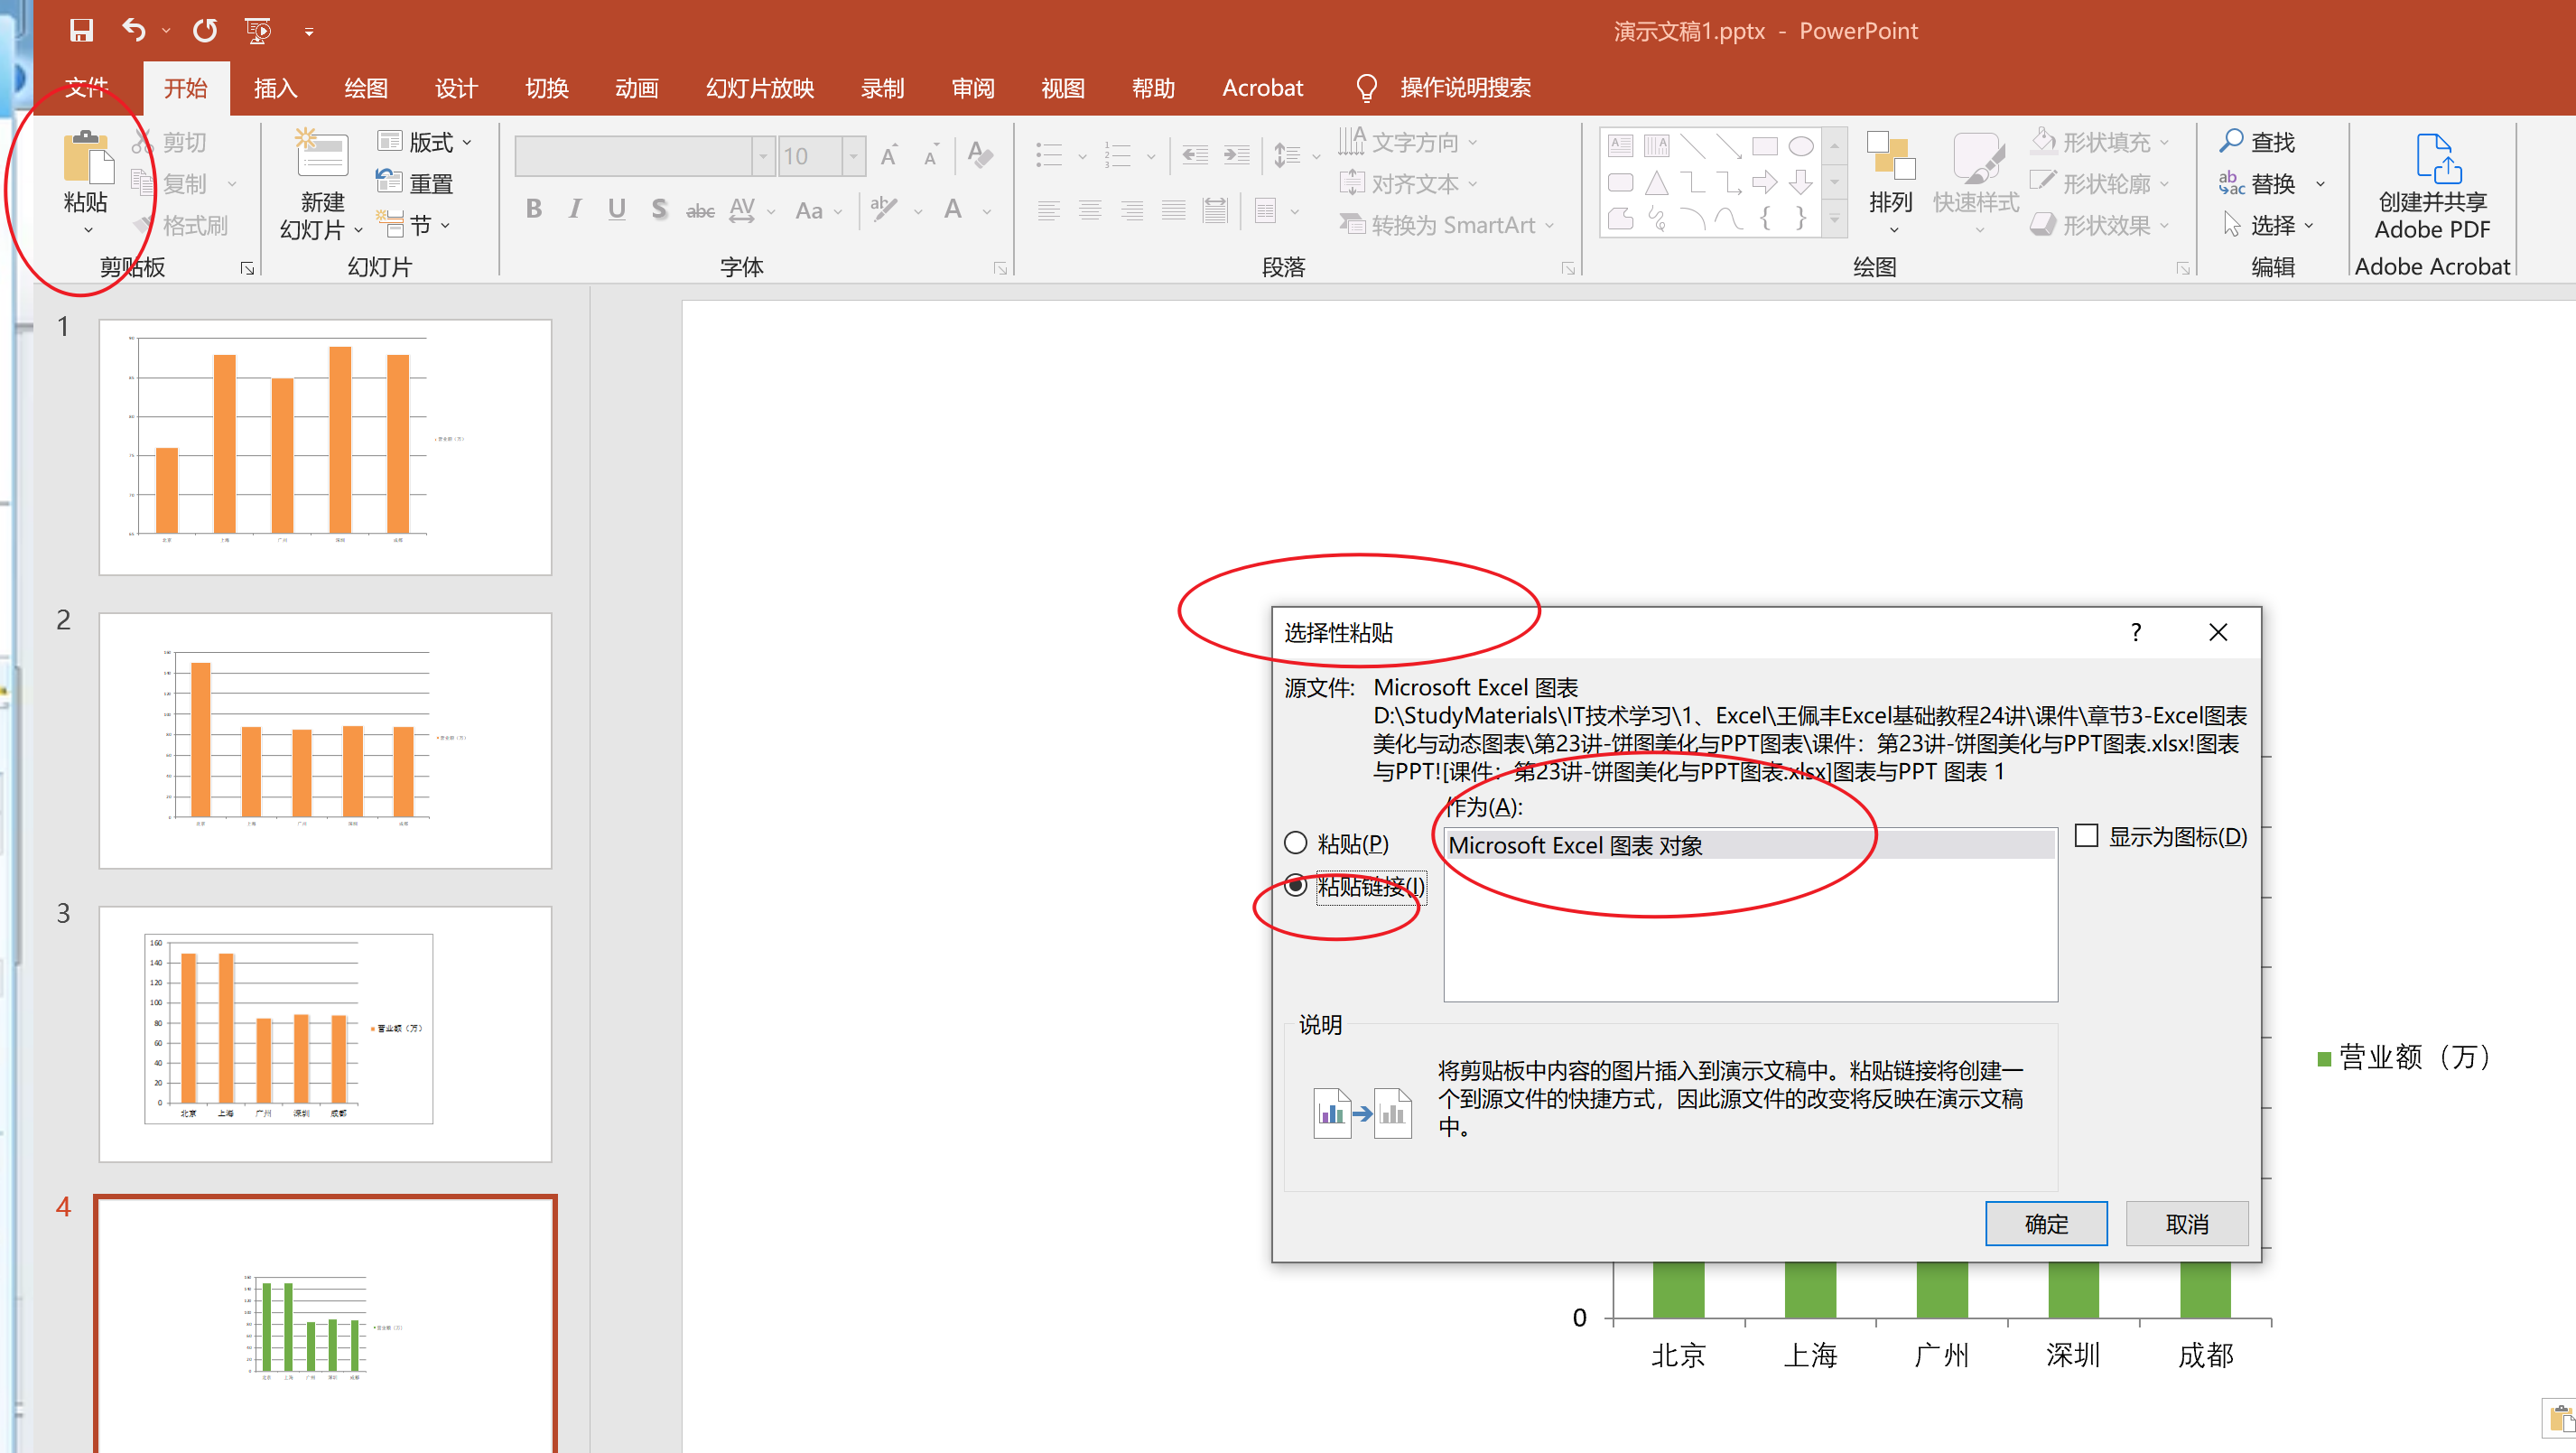 演示文稿1.pptx - PowerPoint
文件 开始 插入 绘图 设计 切换 动画 幻灯片放映 录制 审阅 视图 帮助 Acrobat 操作说明搜索
粘贴
剪切
复制
格式刷
剪贴板
新建
幻灯片
版式
重置
节
幻灯片
10
B I U S abc AV Aa A
字体
文字方向
对齐文本
转换为 SmartArt
段落
排列
快速样式
形状填充
形状轮廓
形状效果
绘图
查找
替换
选择
编辑
创建并共享
Adobe PDF
Adobe Acrobat
1
2
3
160
140
120
100
80
60
40
20
0
北京 上海 广州 深圳 成都
营业额（万）
4
选择性粘贴
源文件: Microsoft Excel 图表
D:\StudyMaterials\IT技术学习\1、Excel\王佩丰Excel基础教程24讲\课件\章节3-Excel图表
美化与动态图表\第23讲-饼图美化与PPT图表\课件：第23讲-饼图美化与PPT图表.xlsx!图表
与PPT![课件：第23讲-饼图美化与PPT图表.xlsx]图表与PPT 图表 1
作为(A):
粘贴(P)
粘贴链接(I)
Microsoft Excel 图表 对象
显示为图标(D)
说明
将剪贴板中内容的图片插入到演示文稿中。粘贴链接将创建一
个到源文件的快捷方式，因此源文件的改变将反映在演示文稿
中。
确定 取消
营业额（万）
0
北京 上海 广州 深圳 成都